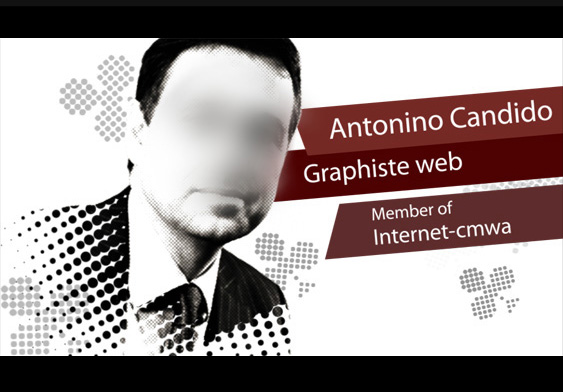 Antonino Candido
Graphiste web
Member of
Internet-cmwa